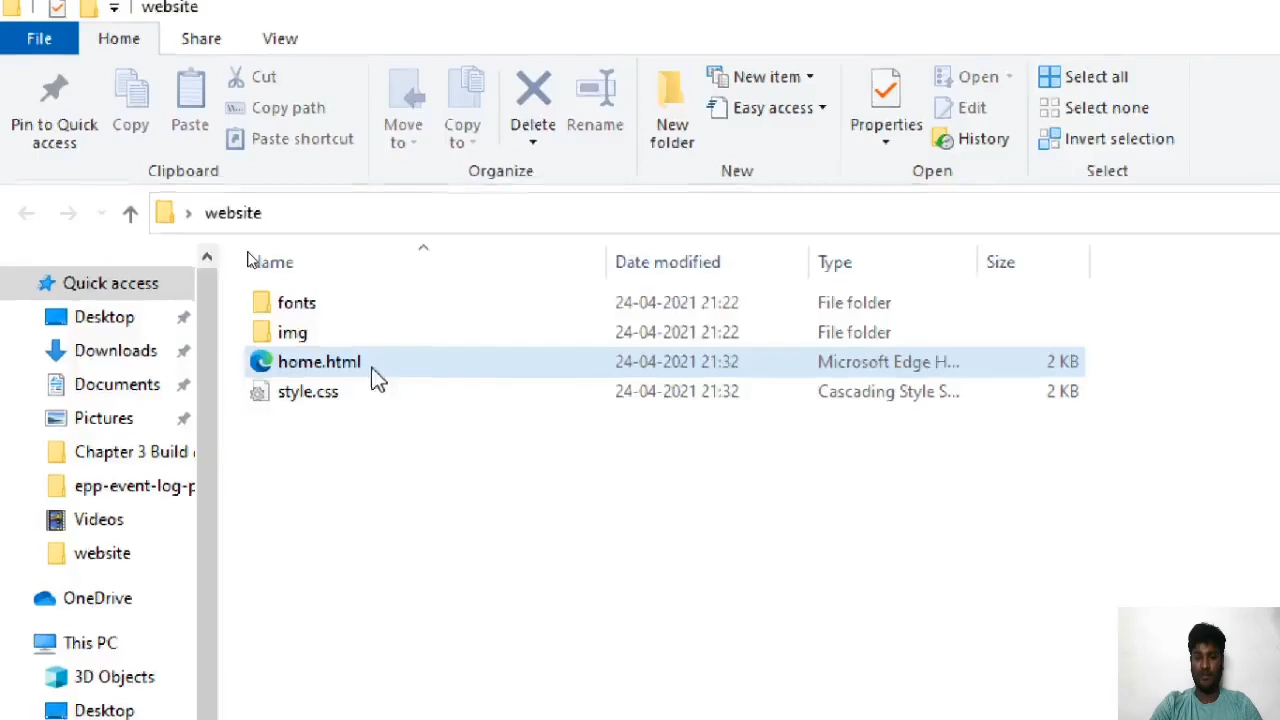 website
File Home Share View
Pin to Quick access
Copy
Paste
Cut
Copy path
Paste shortcut
Clipboard
Move to
Copy to
Delete
Rename
Organize
New folder
New item
Easy access
New
Properties
Open
Edit
History
Open
Select all
Select none
Invert selection
Select
website
Name Date modified Type Size
fonts 24-04-2021 21:22 File folder
img 24-04-2021 21:22 File folder
home.html 24-04-2021 21:32 Microsoft Edge H... 2 KB
style.css 24-04-2021 21:32 Cascading Style S... 2 KB
Quick access
Desktop
Downloads
Documents
Pictures
Chapter 3 Build
epp-event-log-p
Videos
website
OneDrive
This PC
3D Objects
Desktop